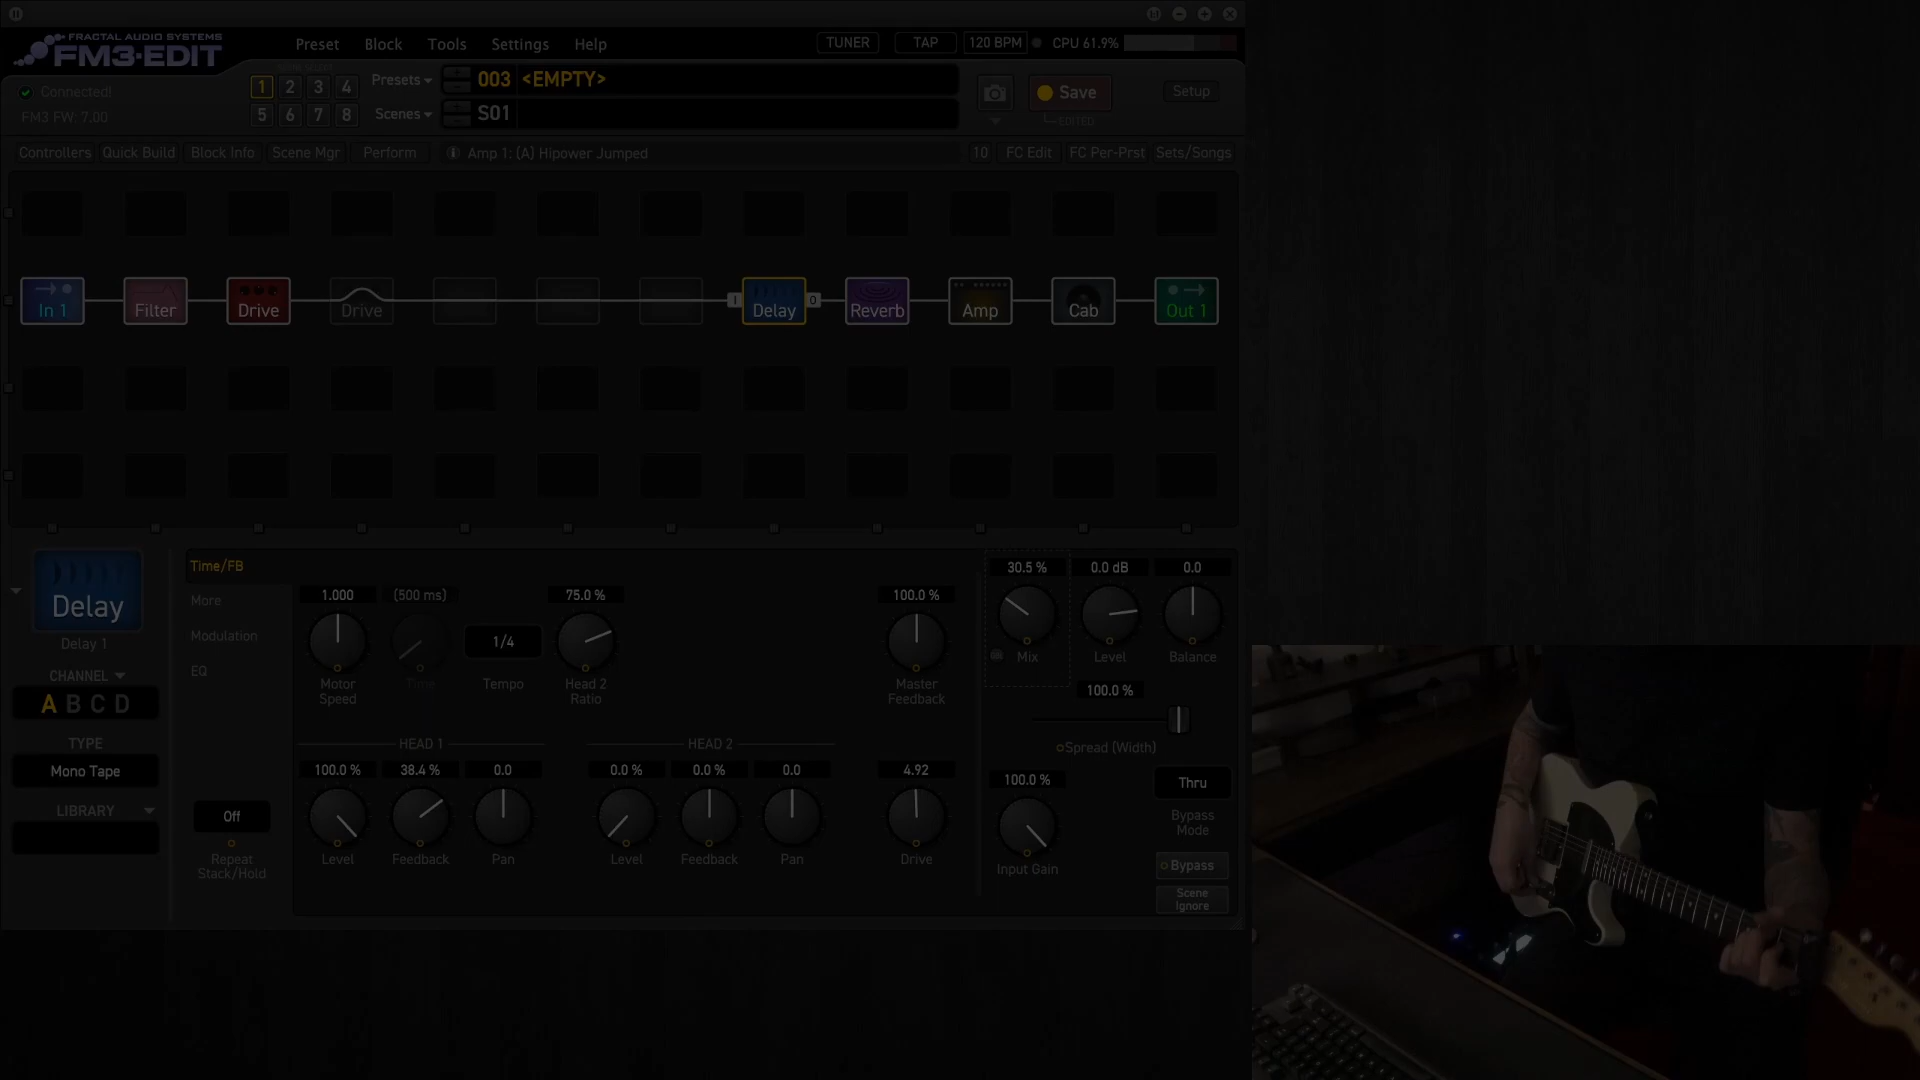 FRACTAL AUDIO SYSTEMS
FM3-EDIT
Preset Block Tools Settings Help
TUNER TAP 120 BPM CPU 61.9%
Connected!
FM3 FW: 7.00
1 2 3 4
5 6 7 8
Presets 003 <EMPTY>
Scenes S01
Save
EDITED
Setup
Controllers Quick Build Block Info Scene Mgr Perform
Amp 1: (A) Hipower Jumped
10 FC Edit FC Per-Prst Sets/Songs
In 1 Filter Drive Drive I Delay O Reverb Amp Cab Out 1
Delay
Delay 1
CHANNEL
A B C D
TYPE
Mono Tape
LIBRARY
Time/FB
More
Modulation
EQ
Off
Repeat
Stack/Hold
1.000 (500 ms) 75.0 % 100.0 %
1/4
Motor
Speed
Time
Tempo
Head 2
Ratio
Master
Feedback
HEAD 1 HEAD 2
100.0 % 38.4 % 0.0 0.0 % 0.0 % 0.0 4.92
Level Feedback Pan Level Feedback Pan Drive
30.5 % 0.0 dB 0.0
Mix Level Balance
100.0 %
Spread (Width)
100.0 %
Input Gain
Thru
Bypass
Mode
Bypass
Scene
Ignore